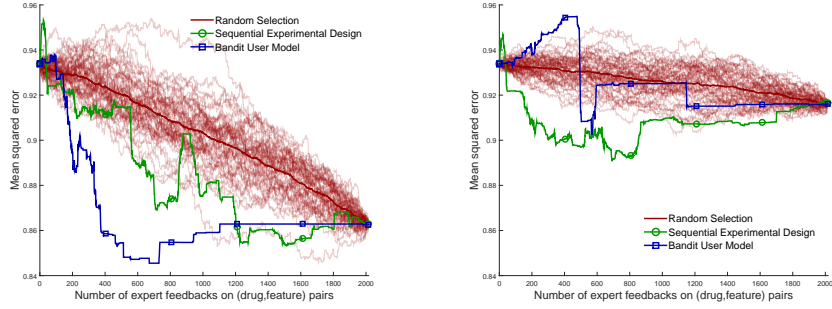 0.96
0.94
0.92
0.9
0.88
0.86
0.84
Mean squared error
0 200 400 600 800 1000 1200 1400 1600 1800 2000
Number of expert feedbacks on (drug,feature) pairs
Random Selection
Sequential Experimental Design
Bandit User Model
0.96
0.94
0.92
0.9
0.88
0.86
0.84
Mean squared error
0 200 400 600 800 1000 1200 1400 1600 1800 2000
Number of expert feedbacks on (drug,feature) pairs
Random Selection
Sequential Experimental Design
Bandit User Model